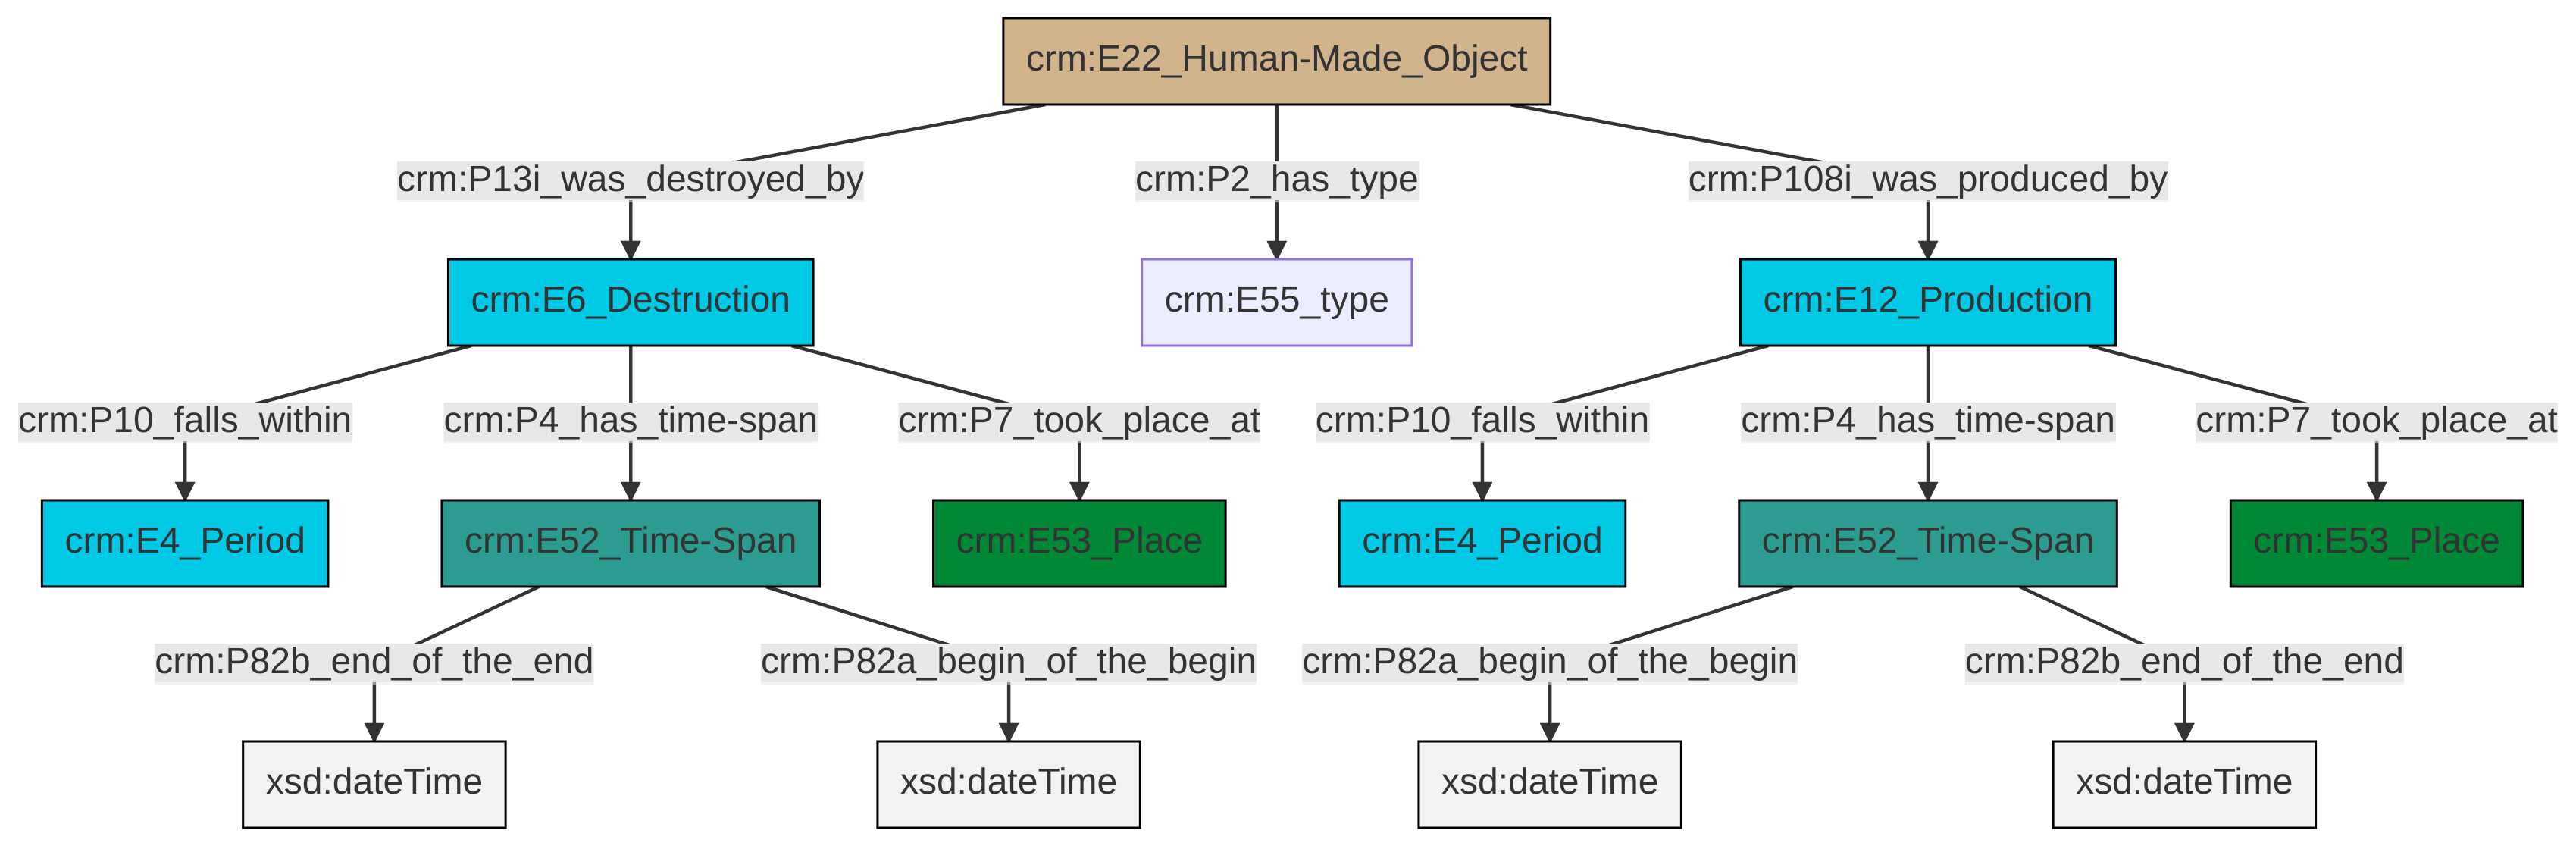 crm:E22_Human-Made_Object
crm:P13i_was_destroyed_by
crm:P2_has_type
crm:P108i_was_produced_by
crm:E6_Destruction
crm:E55_type
crm:E12_Production
crm:P10_falls_within
crm:P4_has_time-span
crm:P7_took_place_at
crm:P10_falls_within
crm:P4_has_time-span
crm:P7_took_place_at
crm:E4_Period
crm:E52_Time-Span
crm:E53_Place
crm:E4_Period
crm:E52_Time-Span
crm:E53_Place
crm:P82b_end_of_the_end
crm:P82a_begin_of_the_begin
crm:P82a_begin_of_the_begin
crm:P82b_end_of_the_end
xsd:dateTime
xsd:dateTime
xsd:dateTime
xsd:dateTime